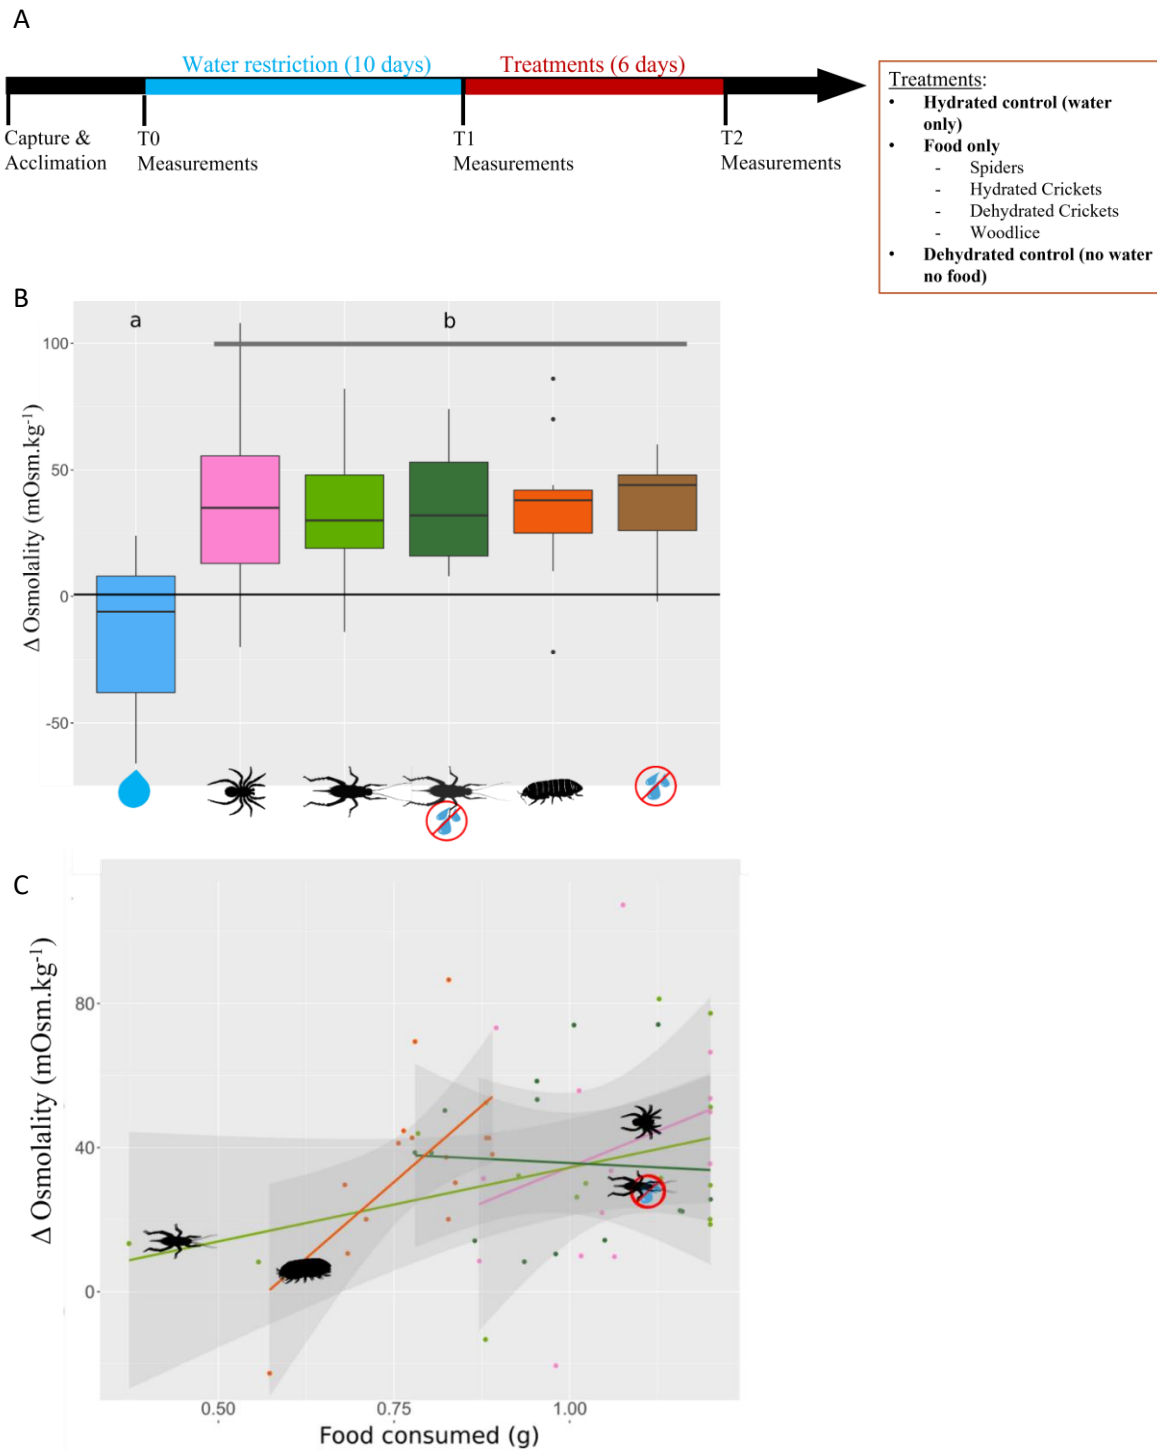 A
Water restriction (10 days)
Treatments (6 days)
Capture &
Acclimation
T0
Measurements
T1
Measurements
T2
Measurements
Treatments:
• Hydrated control (water
only)
• Food only
- Spiders
- Hydrated Crickets
- Dehydrated Crickets
- Woodlice
• Dehydrated control (no water
no food)
B
a
b
100
50
0
-50
Δ Osmolality (mOsm.kg⁻¹)
C
80
40
0
Δ Osmolality (mOsm.kg⁻¹)
0.50
0.75
1.00
Food consumed (g)